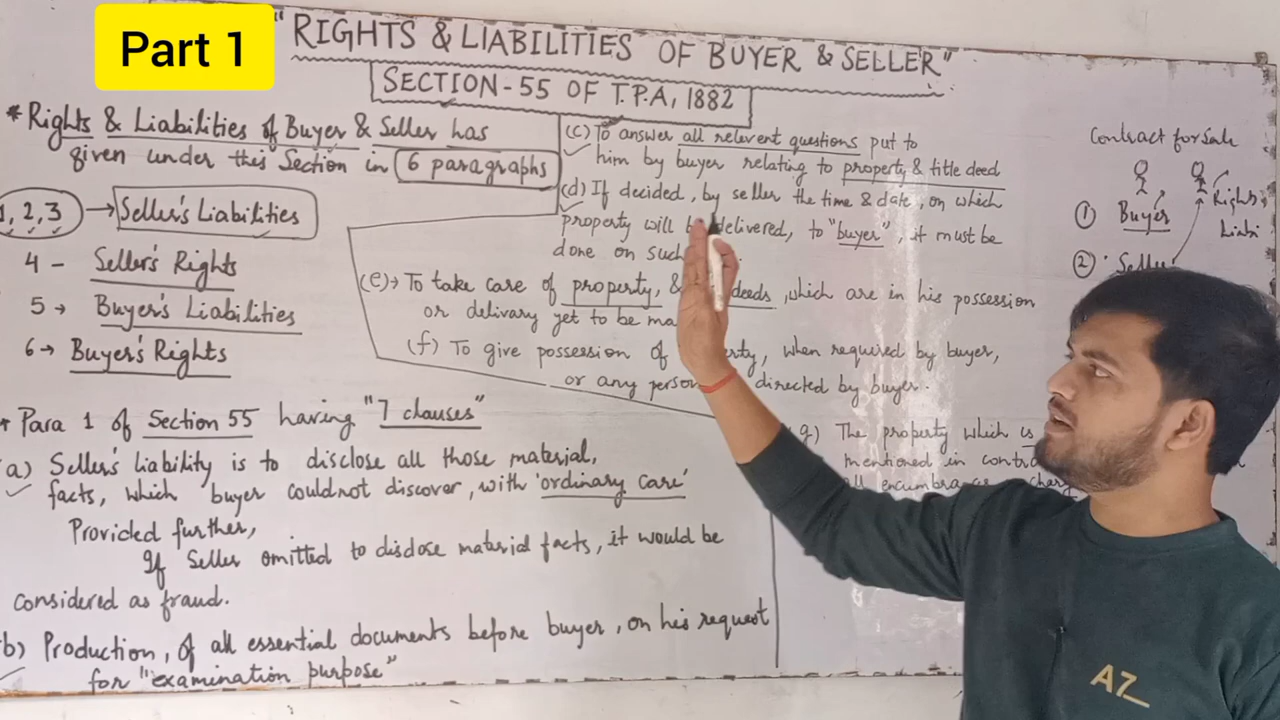 Part 1
"RIGHTS & LIABILITIES OF BUYER & SELLER"
SECTION-55 OF T.P.A, 1882
* Rights & Liabilities of Buyer & Seller has
given under this Section in 6 paragraphs
1, 2, 3 → Seller's Liabilities
4 - Seller's Rights
5 → Buyer's Liabilities
6 → Buyer's Rights
* Para 1 of Section 55 having "7 clauses"
a) Seller's liability is to disclose all those material,
facts, which buyer couldnot discover, with 'ordinary care'
Provided further,
If Seller omitted to disclose material facts, it would be
considered as fraud.
b) Production, of all essential documents before buyer, on his request
for "examination purpose"
(c) To answer all relevent questions put to
him by buyer relating to property & title deed
(d) If decided, by seller the time & date, on which
property will delivered, to "buyer", it must be
done on such
(e)→ To take care of property, & deeds, which are in his possession
or delivary yet to be
(f) To give possession of when required by buyer,
or any person directed by buyer.
g) The property which is
mentioned in
all
Contract for Sale
① Buyer
② Seller
Rights
Liabi
A7